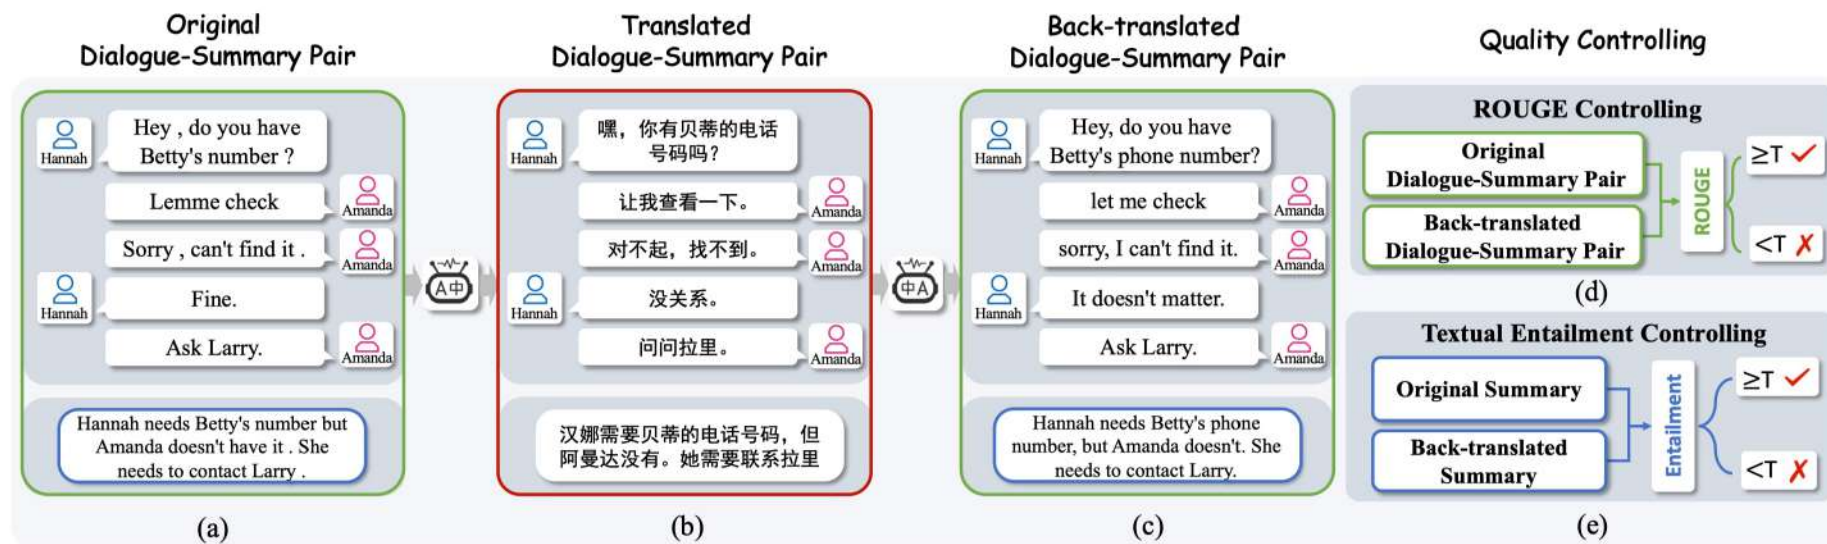 Original
Dialogue-Summary Pair
Hey , do you have
Betty's number ?
Hannah
Lemme check
Amanda
Sorry , can't find it .
Amanda
Fine.
Hannah
Ask Larry.
Amanda
Hannah needs Betty's number but
Amanda doesn't have it . She
needs to contact Larry .
(a)
A中
Translated
Dialogue-Summary Pair
嘿，你有贝蒂的电话
号码吗？
Hannah
让我查看一下。
Amanda
对不起，找不到。
Amanda
没关系。
Hannah
问问拉里。
Amanda
汉娜需要贝蒂的电话号码，但
阿曼达没有。她需要联系拉里
(b)
中A
Back-translated
Dialogue-Summary Pair
Hey, do you have
Betty's phone number?
Hannah
let me check
Amanda
sorry, I can't find it.
Amanda
It doesn't matter.
Hannah
Ask Larry.
Amanda
Hannah needs Betty's phone
number, but Amanda doesn't. She
needs to contact Larry.
(c)
Quality Controlling
ROUGE Controlling
Original
Dialogue-Summary Pair
Back-translated
Dialogue-Summary Pair
ROUGE
≥T ✓
<T ✗
(d)
Textual Entailment Controlling
Original Summary
Back-translated
Summary
Entailment
≥T ✓
<T ✗
(e)